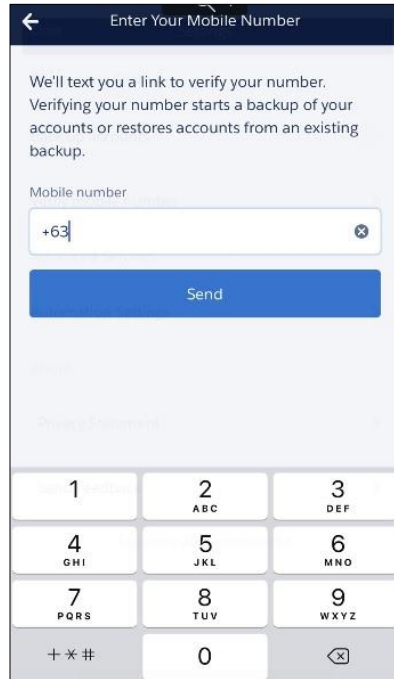 Enter Your Mobile Number
We'll text you a link to verify your number.
Verifying your number starts a backup of your
accounts or restores accounts from an existing
backup.
Mobile number
+63
Send
Privacy Statement
1
2
3
ABC
DEF
4
5
6
GHI
JKL
MNO
7
8
9
PQRS
TUV
WXYZ
+*#
0